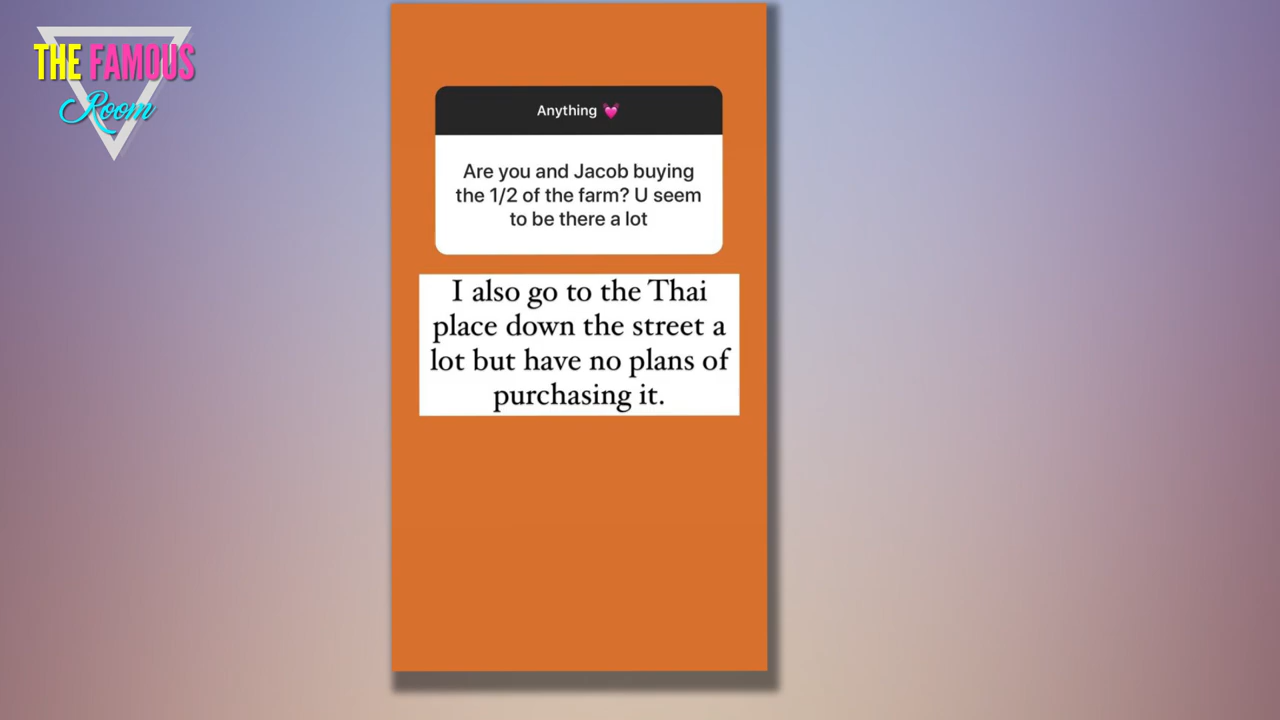 THE FAMOUS
Room
Anything 💓
Are you and Jacob buying
the 1/2 of the farm? U seem
to be there a lot
I also go to the Thai
place down the street a
lot but have no plans of
purchasing it.